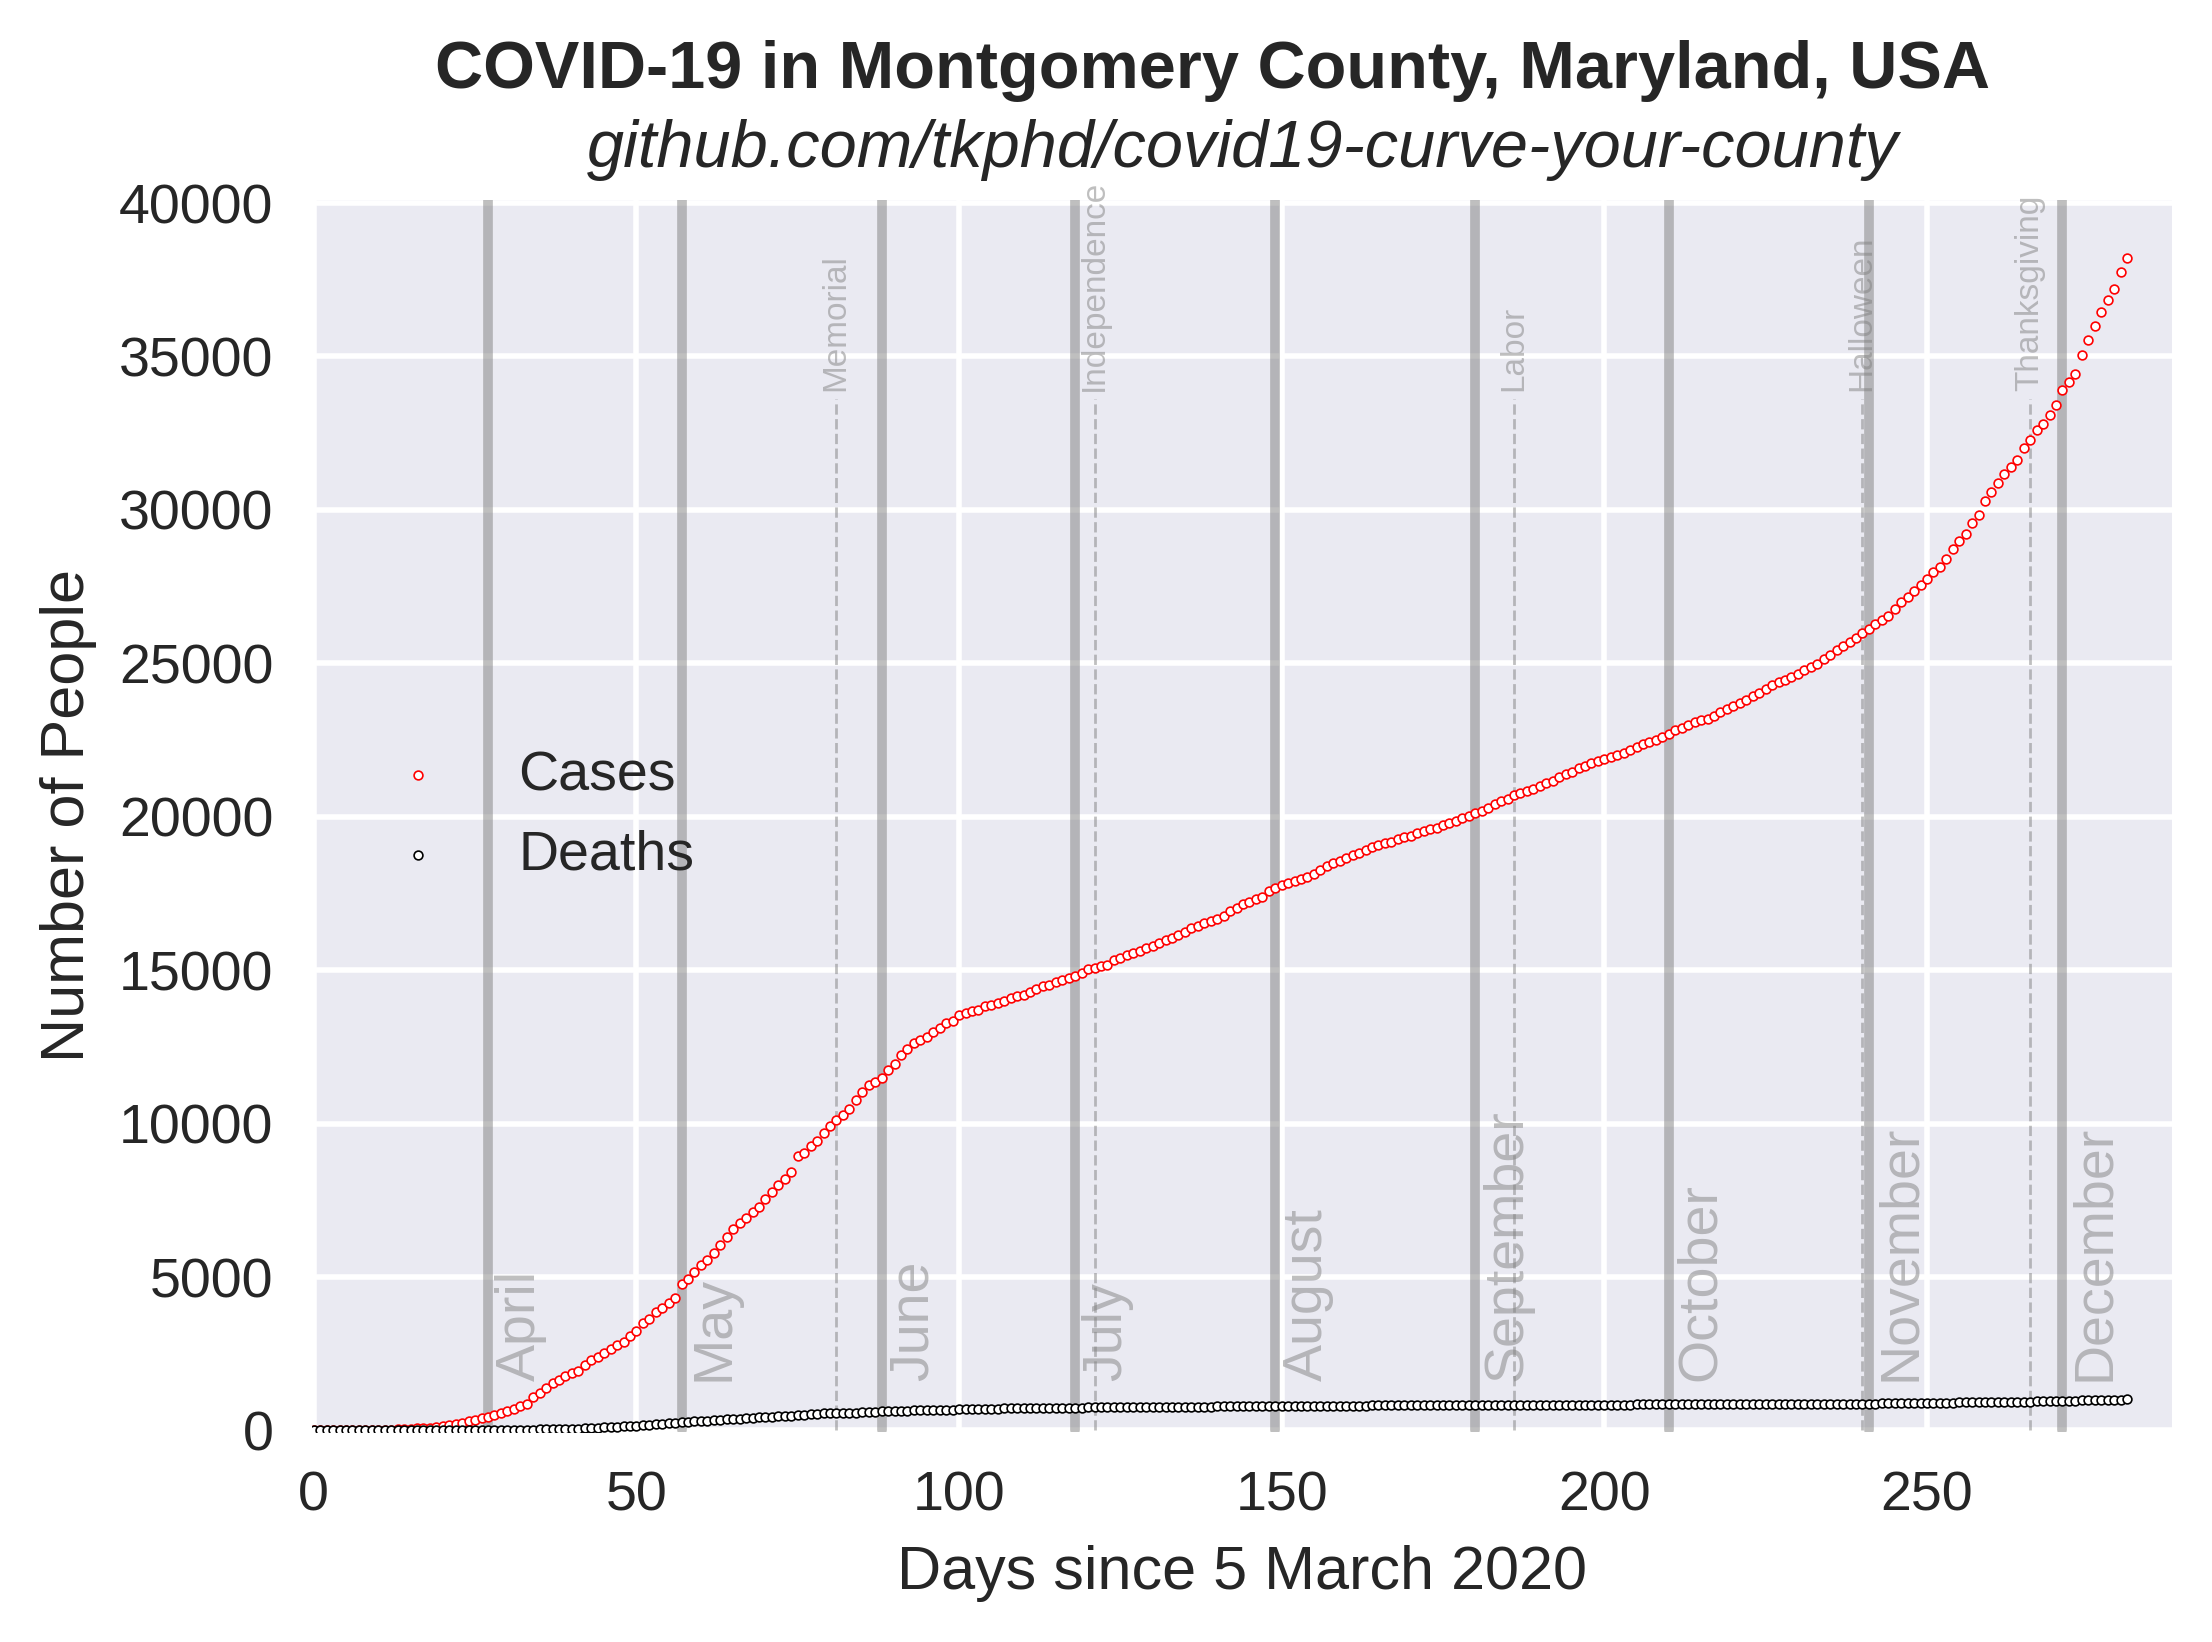 COVID-19 in Montgomery County, Maryland, USA
github.com/tkphd/covid19-curve-your-county
Number of People
40000
35000
30000
25000
20000
15000
10000
5000
0
Memorial
Independence
Labor
Halloween
Thanksgiving
Cases
Deaths
April
May
June
July
August
September
October
November
December
0
50
100
150
200
250
Days since 5 March 2020